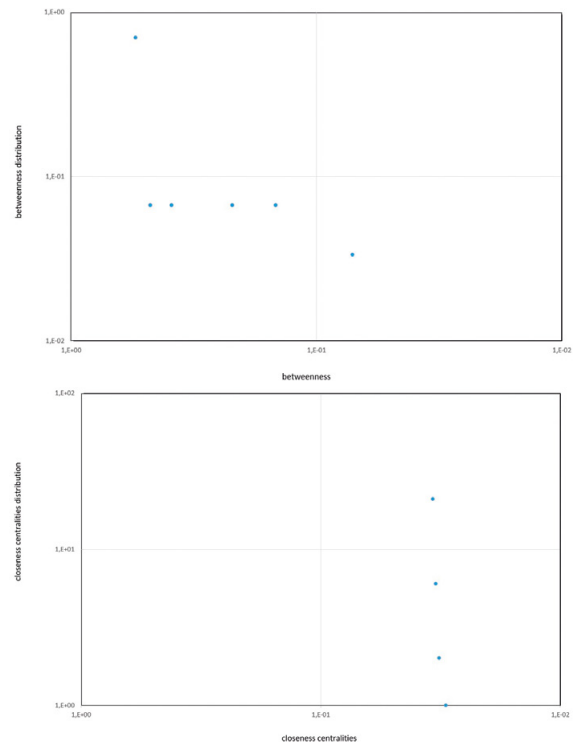 1,E+00
betweenness distribution
1,E-01
1,E-02
1,E+00
1,E-01
1,E-02
betweenness
1,E+02
closeness centralities distribution
1,E+01
1,E+00
1,E+00
1,E-01
1,E-02
closeness centralities